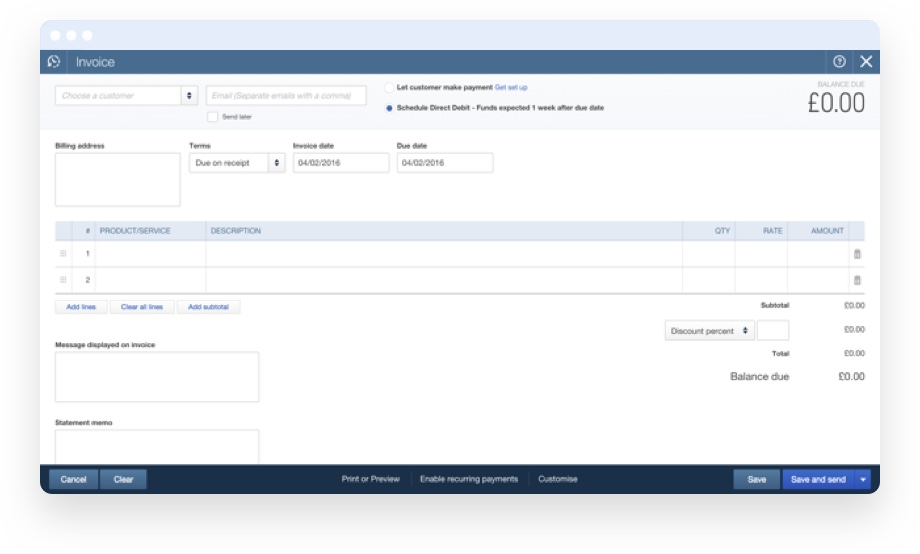 Invoice
Choose a customer
Email (Separate emails with a comma)
Send later
Let customer make payment Get set up
Schedule Direct Debit - Funds expected 1 week after due date
BALANCE DUE
£0.00
Billing address
Terms
Due on receipt
Invoice date
04/02/2016
Due date
04/02/2016
# PRODUCT/SERVICE DESCRIPTION QTY RATE AMOUNT
1
2
Add lines Clear all lines Add subtotal
Subtotal £0.00
Discount percent £0.00
Total £0.00
Balance due £0.00
Message displayed on invoice
Statement memo
Cancel Clear Print or Preview Enable recurring payments Customise Save Save and send